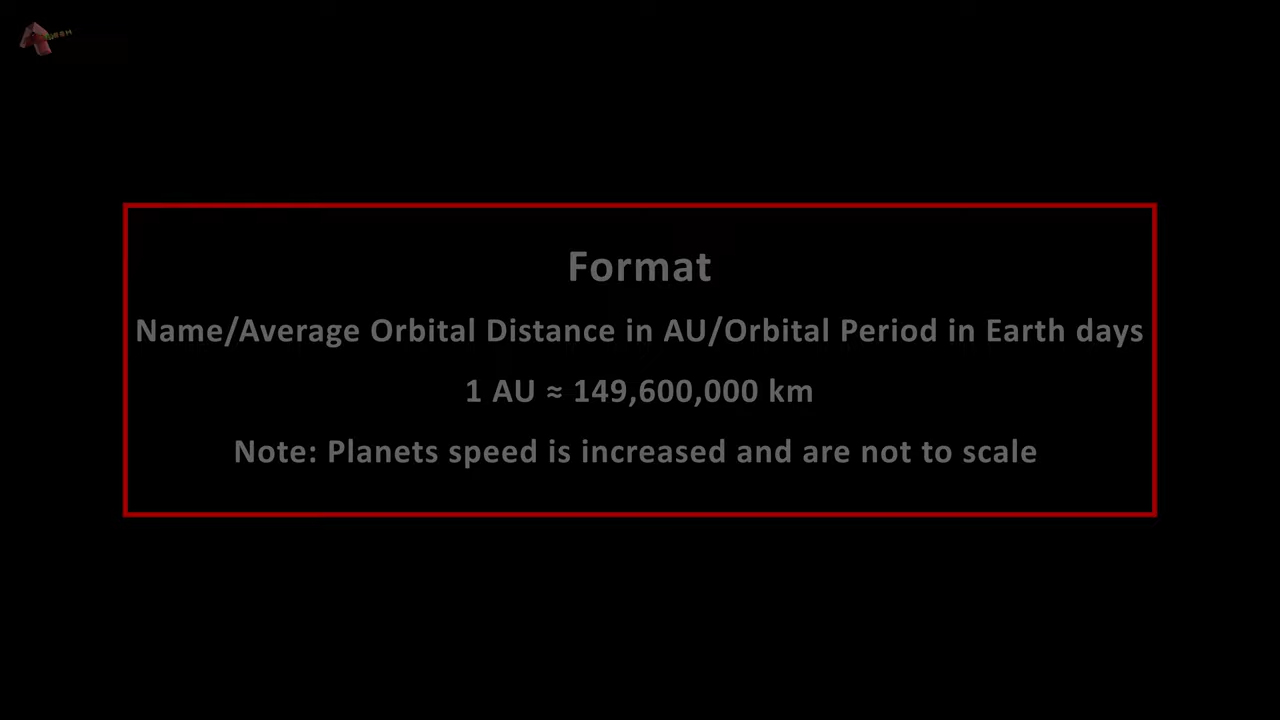 Format
Name/Average Orbital Distance in AU/Orbital Period in Earth days
1 AU ≈ 149,600,000 km
Note: Planets speed is increased and are not to scale